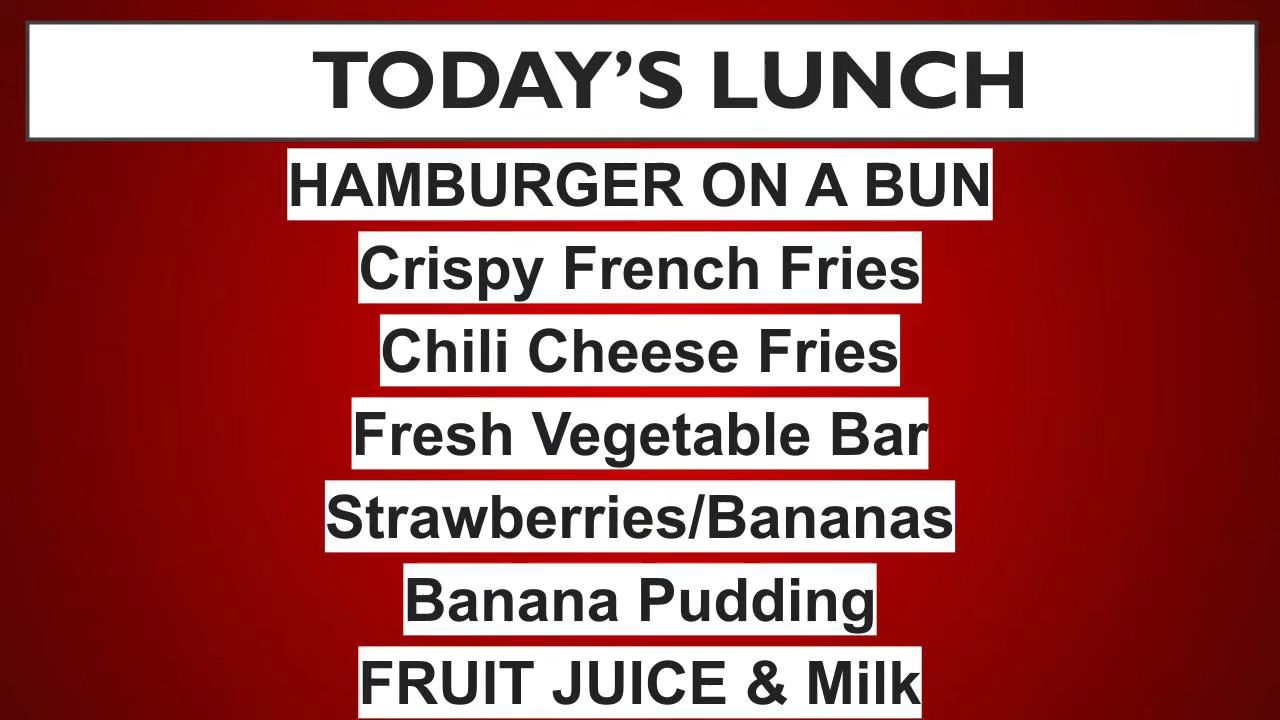 TODAY’S LUNCH
HAMBURGER ON A BUN
Crispy French Fries
Chili Cheese Fries
Fresh Vegetable Bar
Strawberries/Bananas
Banana Pudding
FRUIT JUICE & Milk